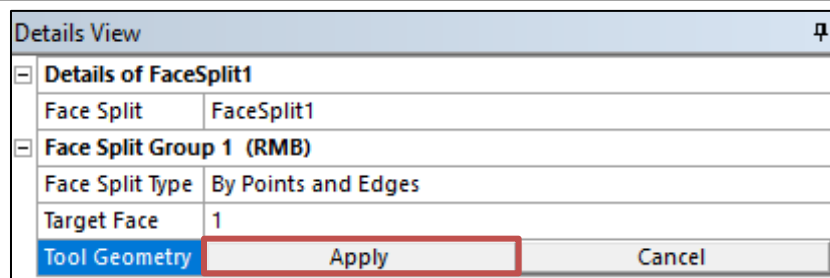 Details View
Details of FaceSplit1
Face Split FaceSplit1
Face Split Group 1 (RMB)
Face Split Type By Points and Edges
Target Face 1
Tool Geometry Apply Cancel